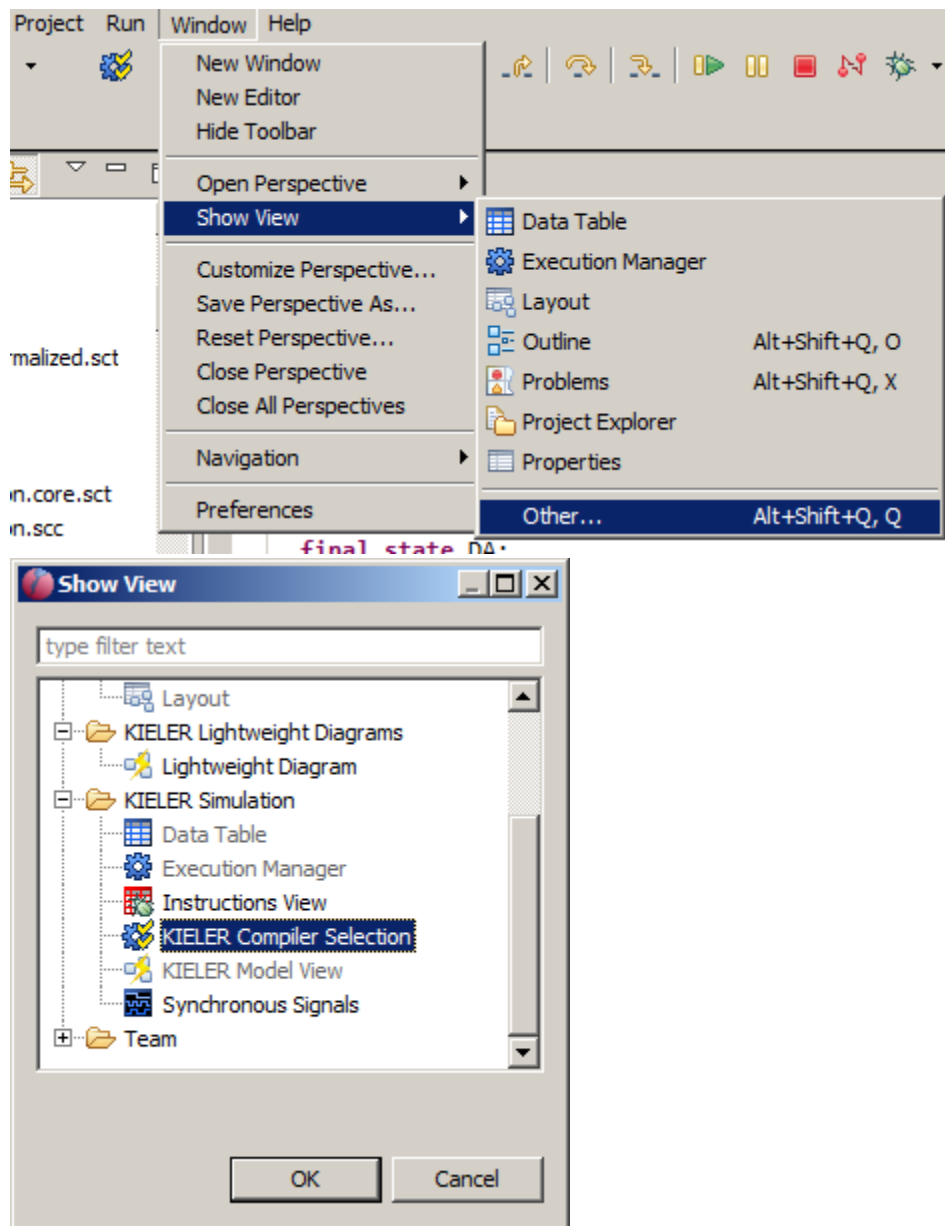 Project Run Window Help
New Window
New Editor
Hide Toolbar
Open Perspective
Show View
Customize Perspective...
Save Perspective As...
Reset Perspective...
Close Perspective
Close All Perspectives
Navigation
Preferences
Data Table
Execution Manager
Layout
Outline Alt+Shift+Q, O
Problems Alt+Shift+Q, X
Project Explorer
Properties
Other... Alt+Shift+Q, Q
rmalized.sct
on.core.sct
on.scc
final state DA;
Show View
type filter text
Layout
KIELER Lightweight Diagrams
Lightweight Diagram
KIELER Simulation
Data Table
Execution Manager
Instructions View
KIELER Compiler Selection
KIELER Model View
Synchronous Signals
Team
OK Cancel